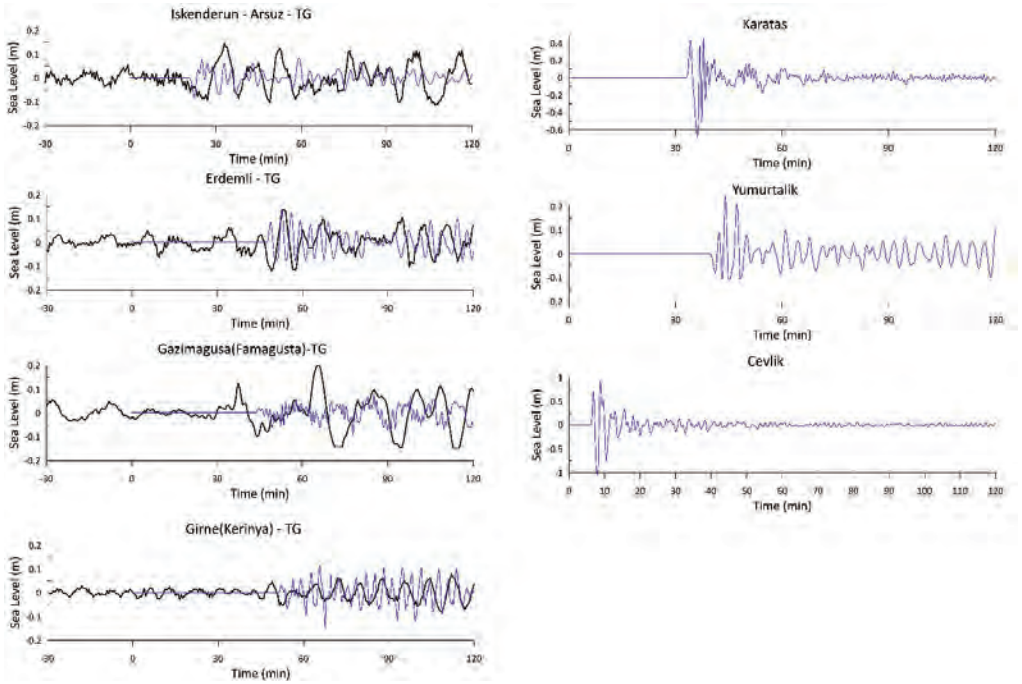 Iskenderun - Arsuz - TG
Sea Level (m)
0.2
0.1
0
-0.1
-0.2
-30 0 30 60 90 120
Time (min)
Erdemli - TG
Sea Level (m)
0.2
0.1
0
-0.1
-0.2
-30 0 30 60 90 120
Time (min)
Gazimagusa(Famagusta)-TG
Sea Level (m)
0.2
0.1
0
-0.1
-0.2
-30 0 30 60 90 120
Time (min)
Girne(Kerinya) - TG
Sea Level (m)
0.2
0.1
0
-0.1
-0.2
-30 0 30 60 90 120
Time (min)
Karatas
Sea Level (m)
0.4
0.2
0
-0.2
-0.4
-0.6
0 30 60 90 120
Time (min)
Yumurtalik
Sea Level (m)
0.2
0.1
0
0.1
0.2
0 30 60 90 120
Time (min)
Cevlik
Sea Level (m)
1
0.5
0
-0.5
-1
0 10 20 30 40 50 60 70 80 90 100 110 120
Time (min)